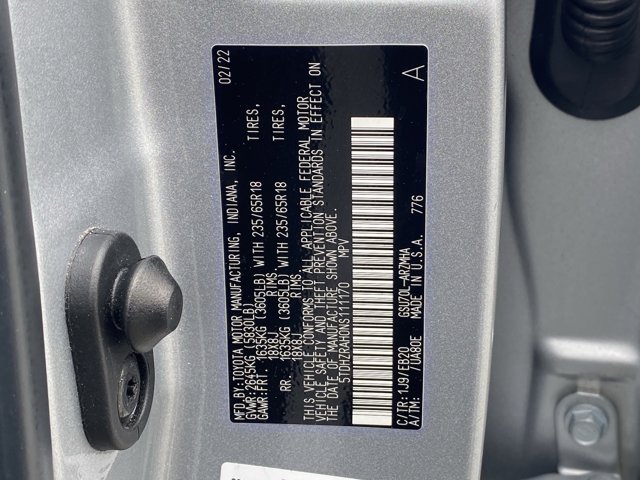 MFD.BY:TOYOTA MOTOR MANUFACTURING, INDIANA, INC. 02/22
GVWR:2645KG (5830LB)
GAWR:FRT. 1635KG (3605LB) WITH 235/65R18 TIRES,
18X8J RIMS,
RR. 1635KG (3605LB) WITH 235/65R18 TIRES,
18X8J RIMS,
THIS VEHICLE CONFORMS TO ALL APPLICABLE FEDERAL MOTOR
VEHICLE SAFETY AND THEFT PREVENTION STANDARDS IN EFFECT ON
THE DATE OF MANUFACTURE SHOWN ABOVE.
5TDHZRAH0NS111170 MPV
C/TR:1J9/EB20 GSU70L-ARZMHA 776 A
A/TM: /UA80E MADE IN U.S.A.